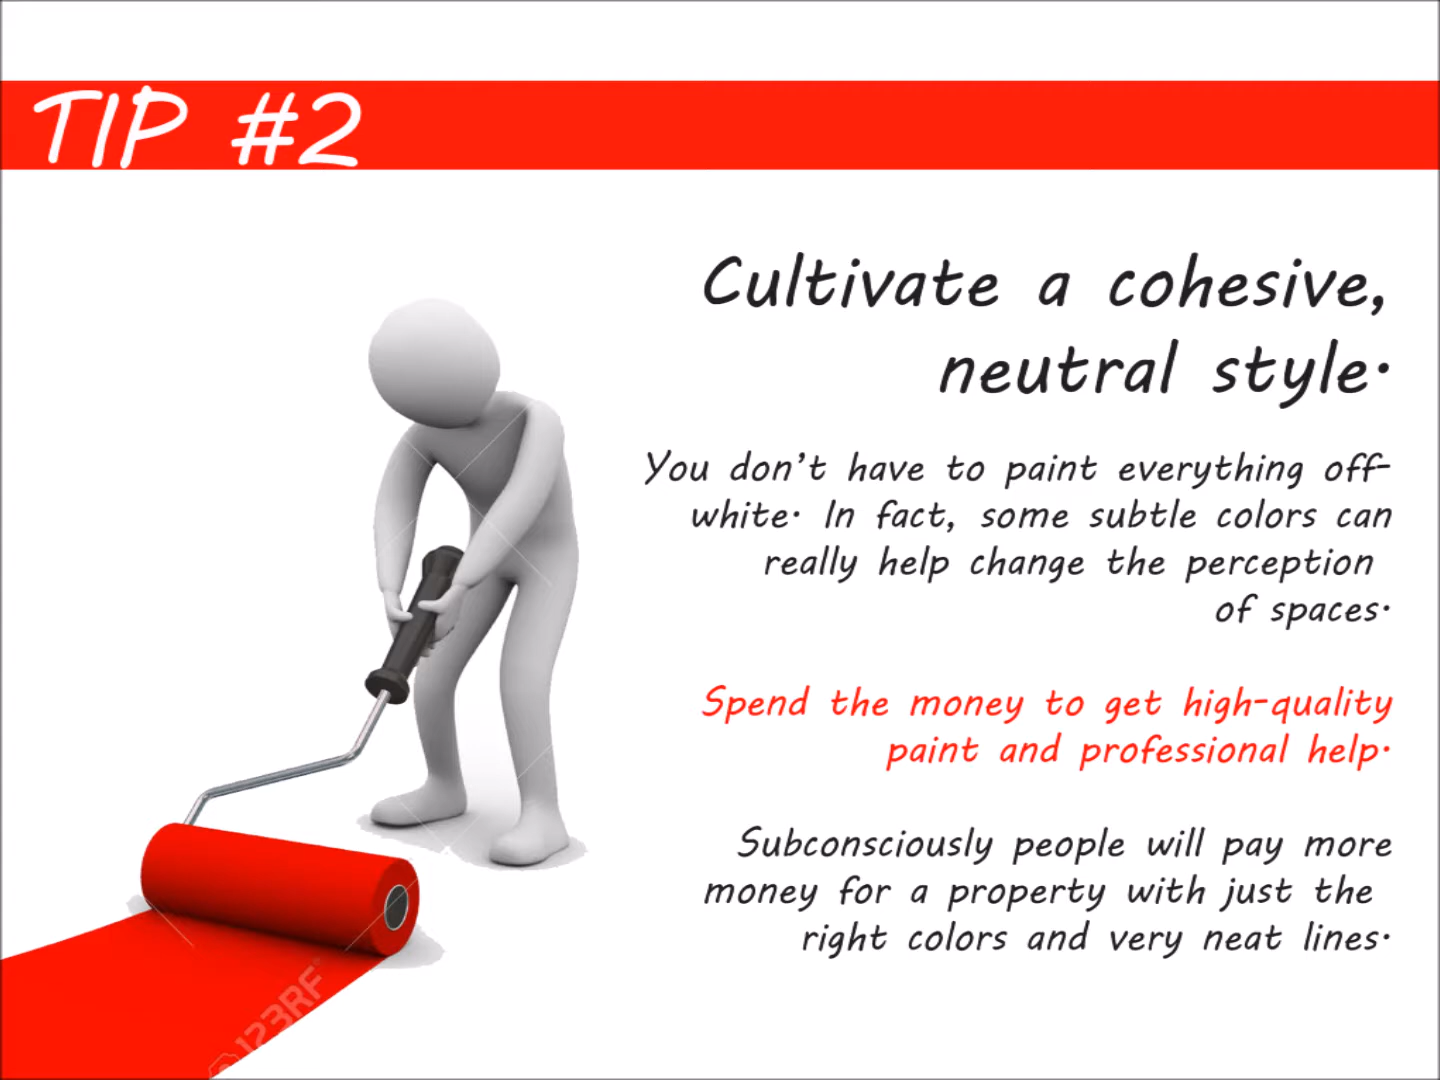 TIP #2
Cultivate a cohesive,
neutral style.
You don't have to paint everything off-
white. In fact, some subtle colors can
really help change the perception
of spaces.
Spend the money to get high-quality
paint and professional help.
Subconsciously people will pay more
money for a property with just the
right colors and very neat lines.
123RF